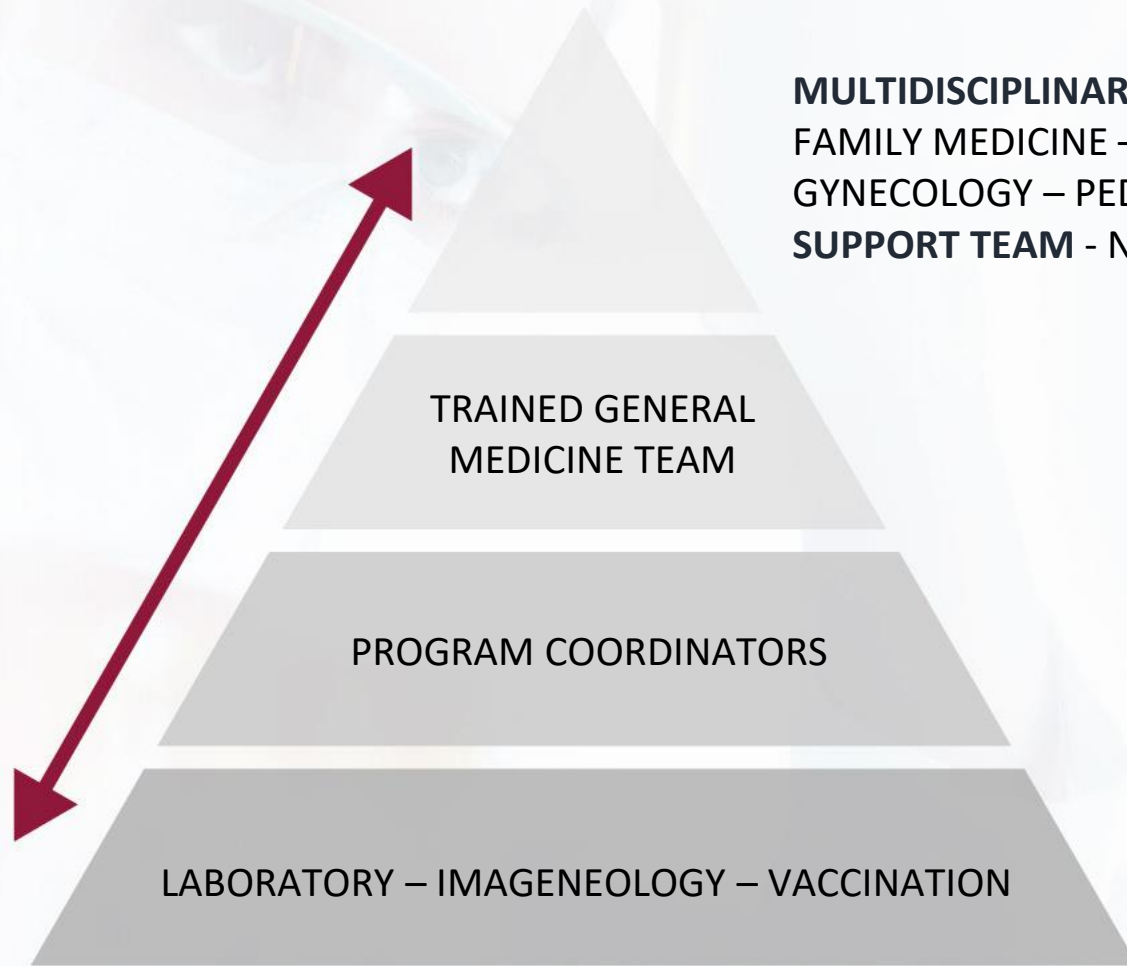 MULTIDISCIPLINAR
FAMILY MEDICINE –
GYNECOLOGY – PED
SUPPORT TEAM - N
TRAINED GENERAL
MEDICINE TEAM
PROGRAM COORDINATORS
LABORATORY – IMAGENEOLOGY – VACCINATION